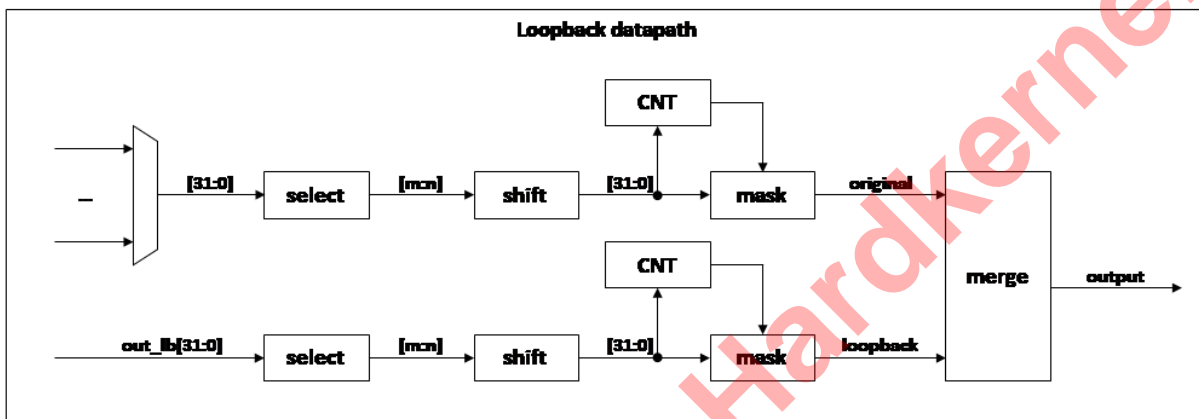 Loopback datapath
CNT
[31:0]
select
[m:n]
shift
[31:0]
mask
original
...
CNT
merge
output
out_lb[31:0]
select
[m:n]
shift
[31:0]
mask
loopback
Hardkernel